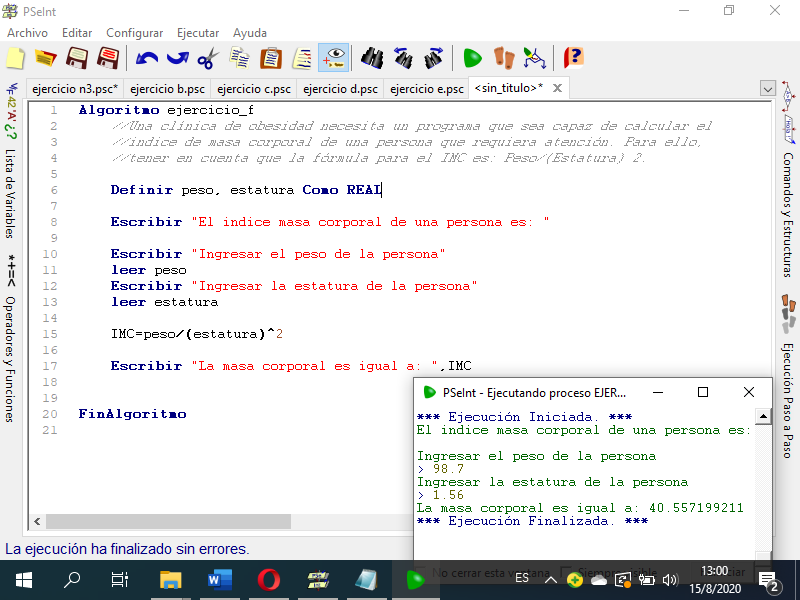 PSeInt
Archivo Editar Configurar Ejecutar Ayuda
ejercicio n3.psc* ejercicio b.psc ejercicio c.psc ejercicio d.psc ejercicio e.psc <sin_titulo>*
1 Algoritmo ejercicio_f
2 //Una clínica de obesidad necesita un programa que sea capaz de calcular el
3 //índice de masa corporal de una persona que requiera atención. Para ello,
4 //tener en cuenta que la fórmula para el IMC es: Peso/(Estatura) 2.
5
6 Definir peso, estatura Como REAL
7
8 Escribir "El indice masa corporal de una persona es: "
9
10 Escribir "Ingresar el peso de la persona"
11 leer peso
12 Escribir "Ingresar la estatura de la persona"
13 leer estatura
14
15 IMC=peso/(estatura)^2
16
17 Escribir "La masa corporal es igual a: ",IMC
18
19
20 FinAlgoritmo
21
*42'A'¿?
Lista de Variables
*+=<
Operadores y Funciones
Comandos y Estructuras
Ejecución Paso a Paso
PSeInt - Ejecutando proceso EJER...
*** Ejecución Iniciada. ***
El indice masa corporal de una persona es:
Ingresar el peso de la persona
> 98.7
Ingresar la estatura de la persona
> 1.56
La masa corporal es igual a: 40.557199211
*** Ejecución Finalizada. ***
La ejecución ha finalizado sin errores.
No cerrar esta ventana Siempre visible
ES
13:00
15/8/2020
2